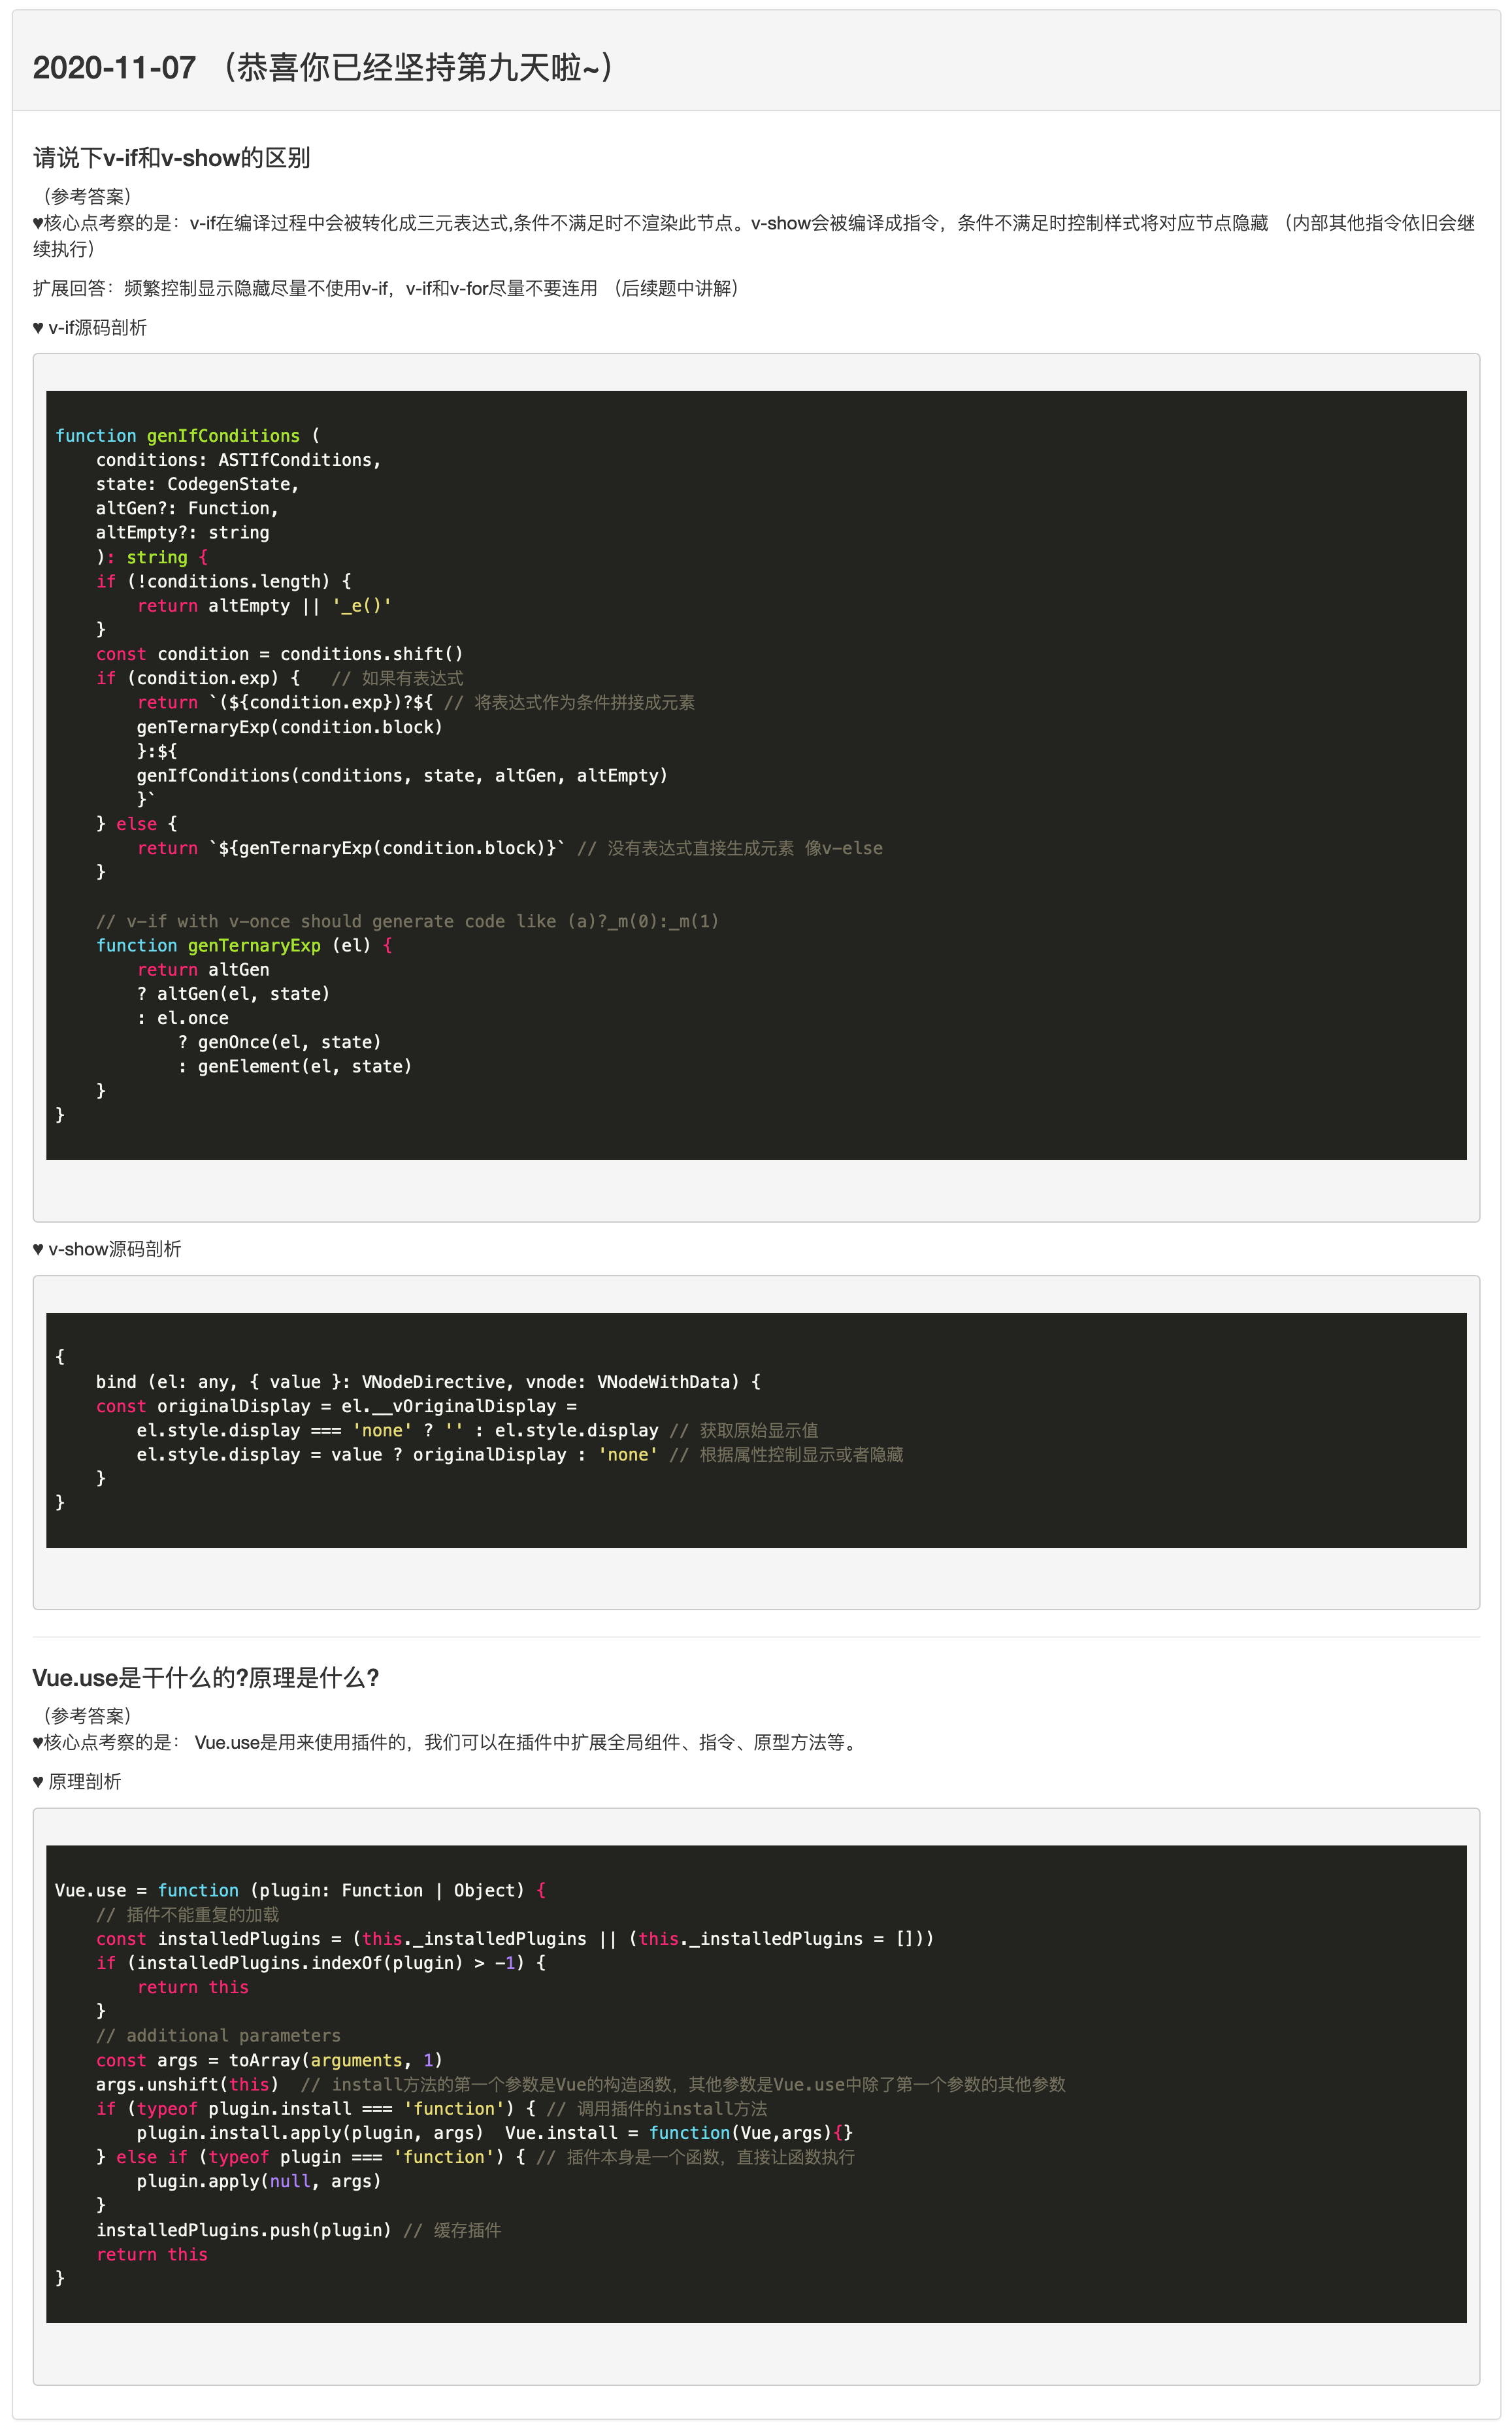 2020-11-07 （恭喜你已经坚持第九天啦~）
请说下v-if和v-show的区别
（参考答案）
♥核心点考察的是：v-if在编译过程中会被转化成三元表达式,条件不满足时不渲染此节点。v-show会被编译成指令，条件不满足时控制样式将对应节点隐藏 （内部其他指令依旧会继
续执行）
扩展回答：频繁控制显示隐藏尽量不使用v-if，v-if和v-for尽量不要连用 （后续题中讲解）
♥ v-if源码剖析
function genIfConditions (
    conditions: ASTIfConditions,
    state: CodegenState,
    altGen?: Function,
    altEmpty?: string
    ): string {
    if (!conditions.length) {
        return altEmpty || '_e()'
    }
    const condition = conditions.shift()
    if (condition.exp) {   // 如果有表达式
        return `(${condition.exp})?${ // 将表达式作为条件拼接成元素
        genTernaryExp(condition.block)
        }:${
        genIfConditions(conditions, state, altGen, altEmpty)
        }`
    } else {
        return `${genTernaryExp(condition.block)}` // 没有表达式直接生成元素 像v-else
    }
    // v-if with v-once should generate code like (a)?_m(0):_m(1)
    function genTernaryExp (el) {
        return altGen
        ? altGen(el, state)
        : el.once
            ? genOnce(el, state)
            : genElement(el, state)
    }
}
♥ v-show源码剖析
{
    bind (el: any, { value }: VNodeDirective, vnode: VNodeWithData) {
    const originalDisplay = el.__vOriginalDisplay =
        el.style.display === 'none' ? '' : el.style.display // 获取原始显示值
        el.style.display = value ? originalDisplay : 'none' // 根据属性控制显示或者隐藏
    }
}
Vue.use是干什么的?原理是什么?
（参考答案）
♥核心点考察的是： Vue.use是用来使用插件的，我们可以在插件中扩展全局组件、指令、原型方法等。
♥ 原理剖析
Vue.use = function (plugin: Function | Object) {
    // 插件不能重复的加载
    const installedPlugins = (this._installedPlugins || (this._installedPlugins = []))
    if (installedPlugins.indexOf(plugin) > -1) {
        return this
    }
    // additional parameters
    const args = toArray(arguments, 1)
    args.unshift(this)  // install方法的第一个参数是Vue的构造函数，其他参数是Vue.use中除了第一个参数的其他参数
    if (typeof plugin.install === 'function') { // 调用插件的install方法
        plugin.install.apply(plugin, args)  Vue.install = function(Vue,args){}
    } else if (typeof plugin === 'function') { // 插件本身是一个函数，直接让函数执行
        plugin.apply(null, args)
    }
    installedPlugins.push(plugin) // 缓存插件
    return this
}